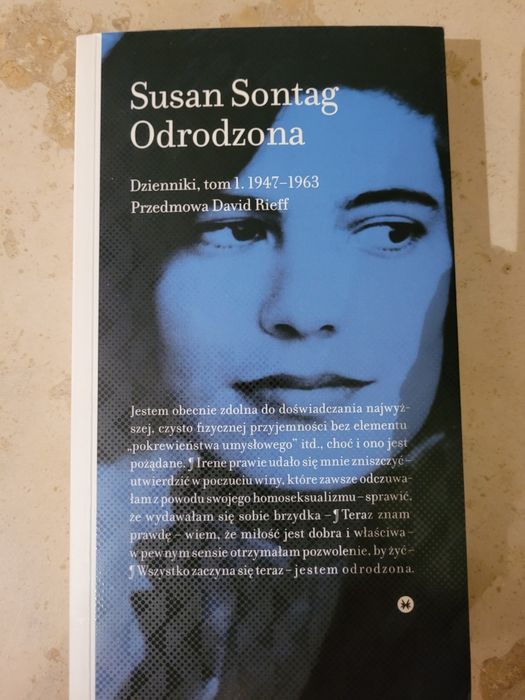 Susan Sontag
Odrodzona
Dzienniki, tom 1. 1947–1963
Przedmowa David Rieff
Jestem obecnie zdolna do doświadczania najwyż-
szej, czysto fizycznej przyjemności bez elementu
„pokrewieństwa umysłowego” itd., choć i ono jest
pożądane. ¶ Irene prawie udało się mnie zniszczyć –
utwierdzić w poczuciu winy, które zawsze odczuwa-
łam z powodu swojego homoseksualizmu – sprawić,
że wydawałam się sobie brzydka – ¶ Teraz znam
prawdę – wiem, że miłość jest dobra i właściwa –
w pewnym sensie otrzymałam pozwolenie, by żyć –
¶ Wszystko zaczyna się teraz – jestem odrodzona.